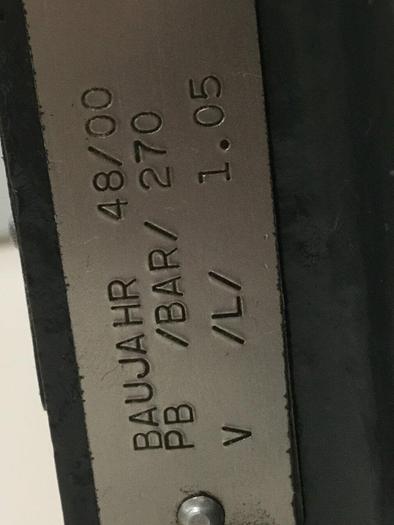 BAUJAHR 48/00
PB /BAR/ 270
V /L/ 1.05